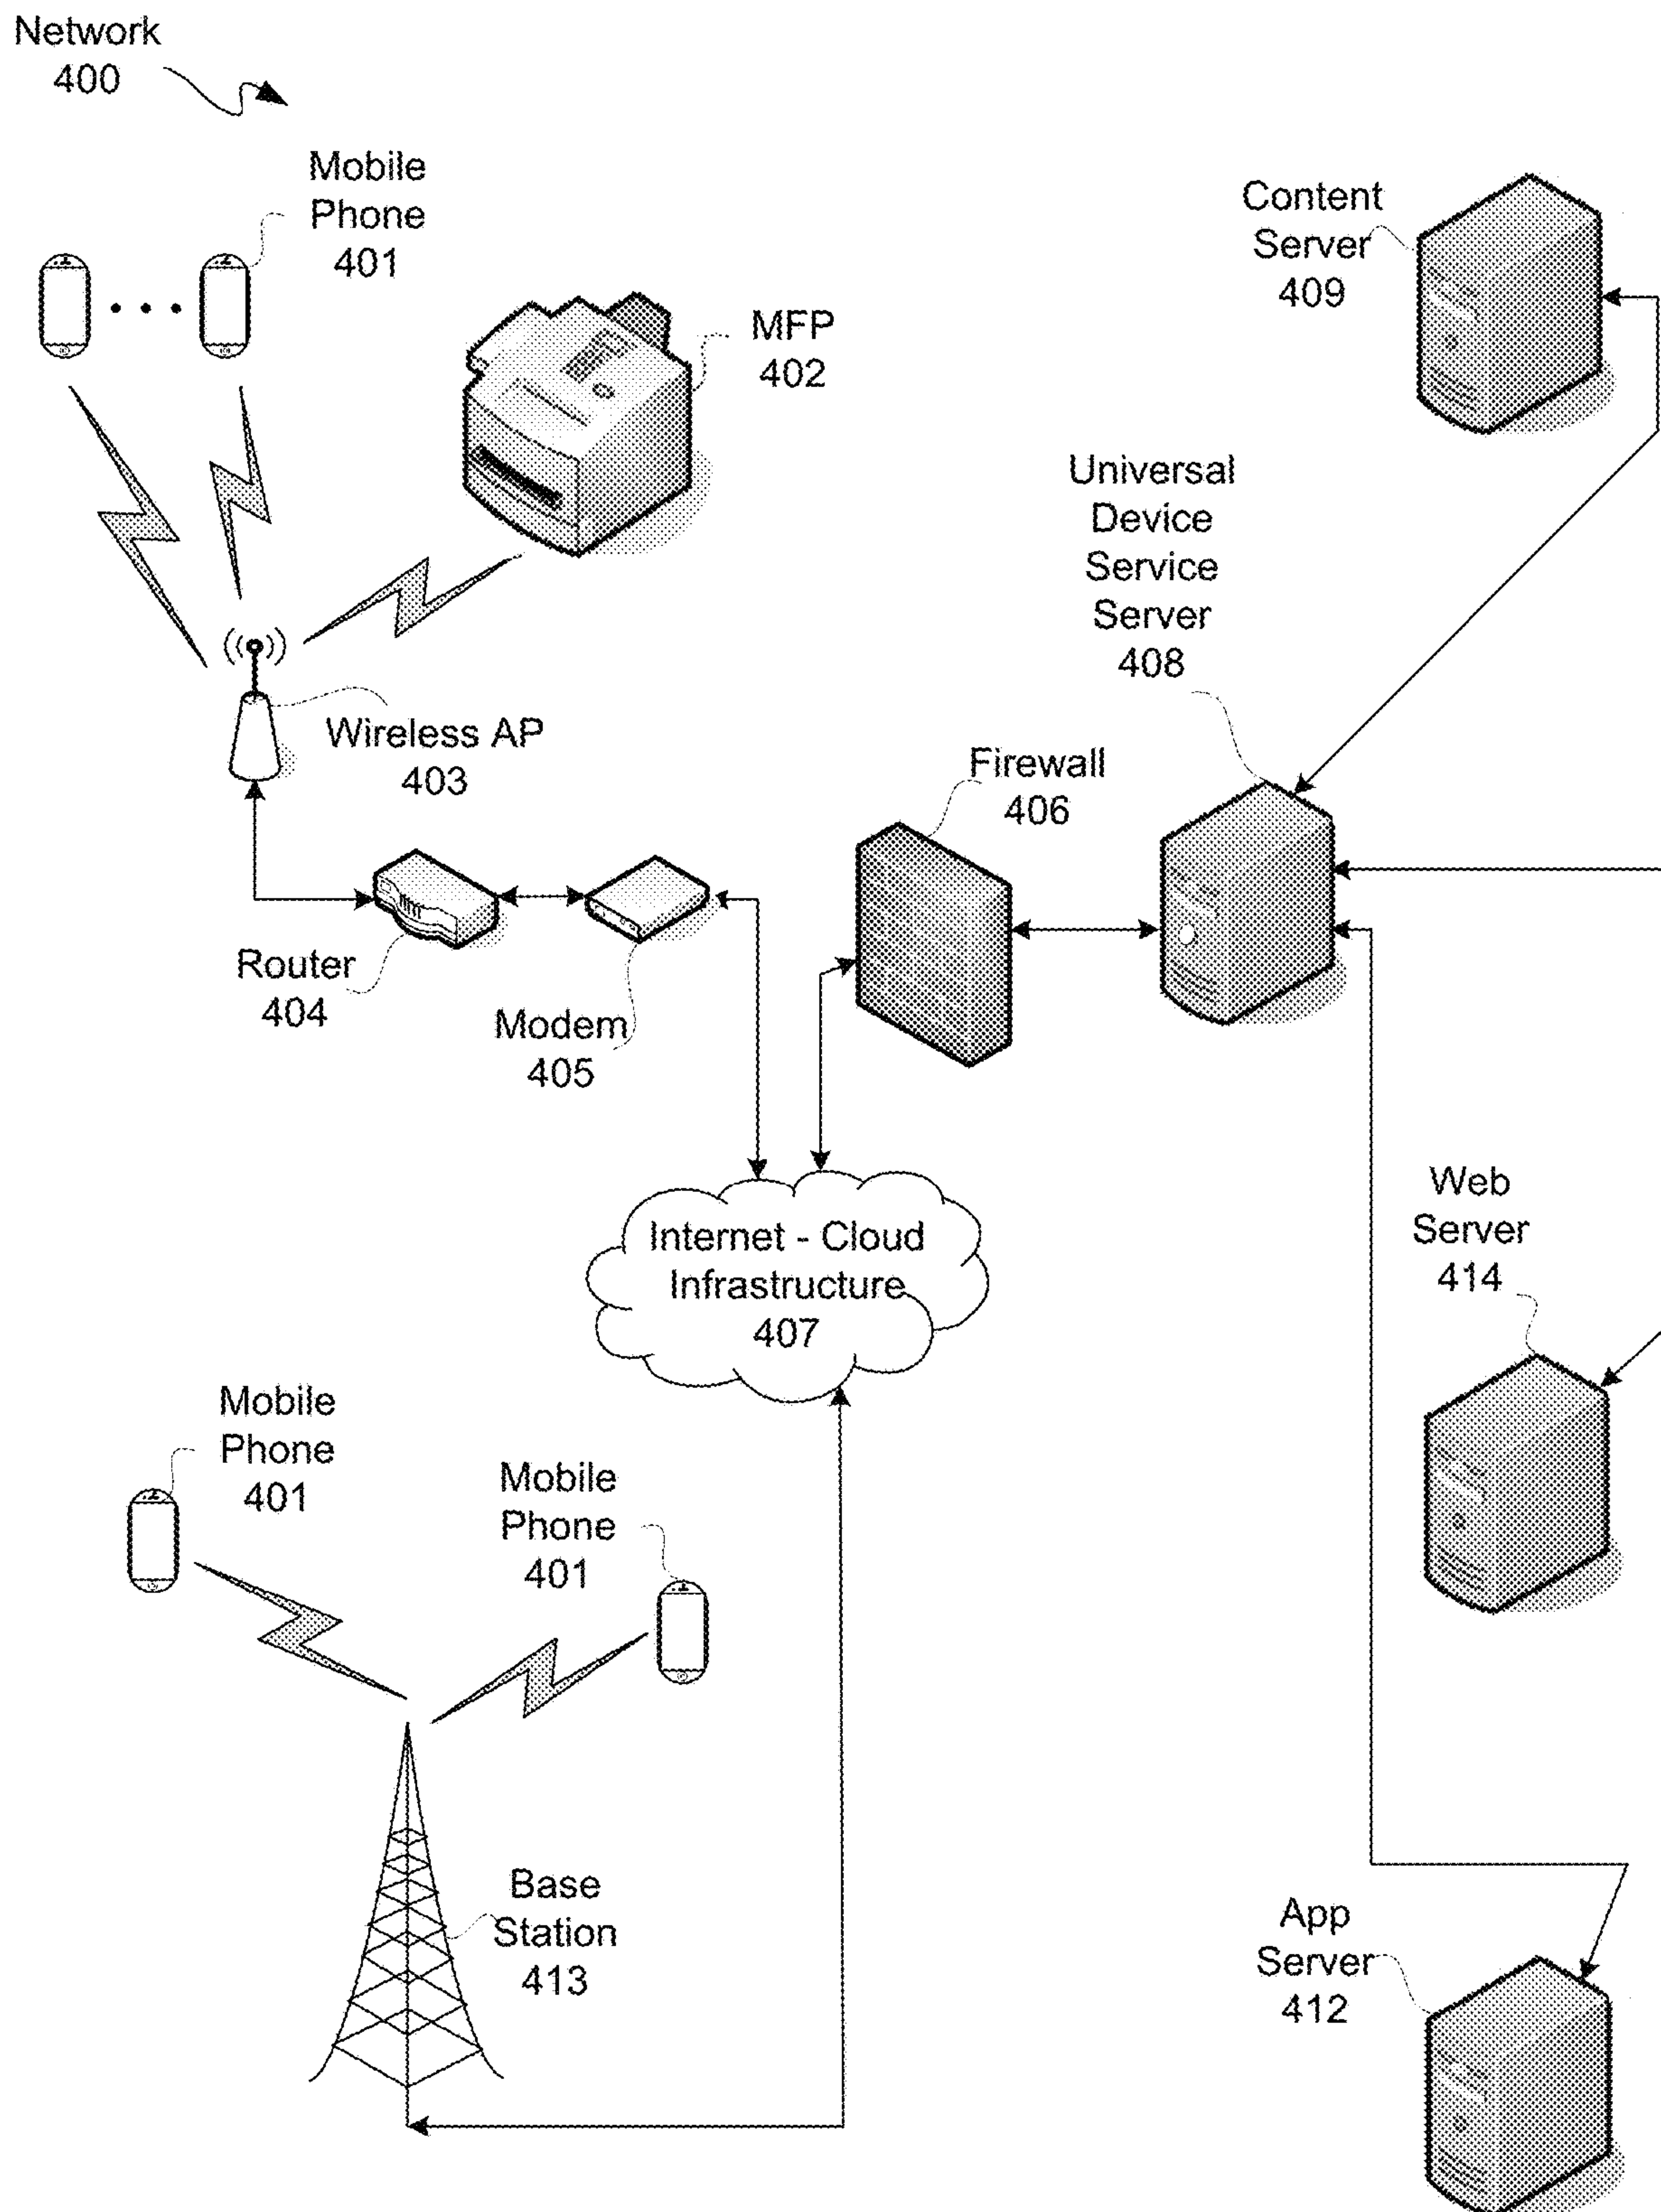 Network
400
Mobile
Phone
401
MFP
402
Content
Server
409
Universal
Device
Service
Server
408
Wireless AP
403
Firewall
406
Router
404
Modem
405
Internet - Cloud
Infrastructure
407
Web
Server
414
Mobile
Phone
401
Mobile
Phone
401
Base
Station
413
App
Server
412